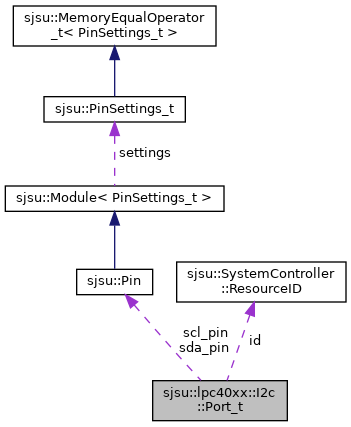 sjsu::MemoryEqualOperator
_t< PinSettings_t >
sjsu::PinSettings_t
settings
sjsu::Module< PinSettings_t >
sjsu::Pin
sjsu::SystemController
::ResourceID
scl_pin
sda_pin
id
sjsu::lpc40xx::I2c
::Port_t